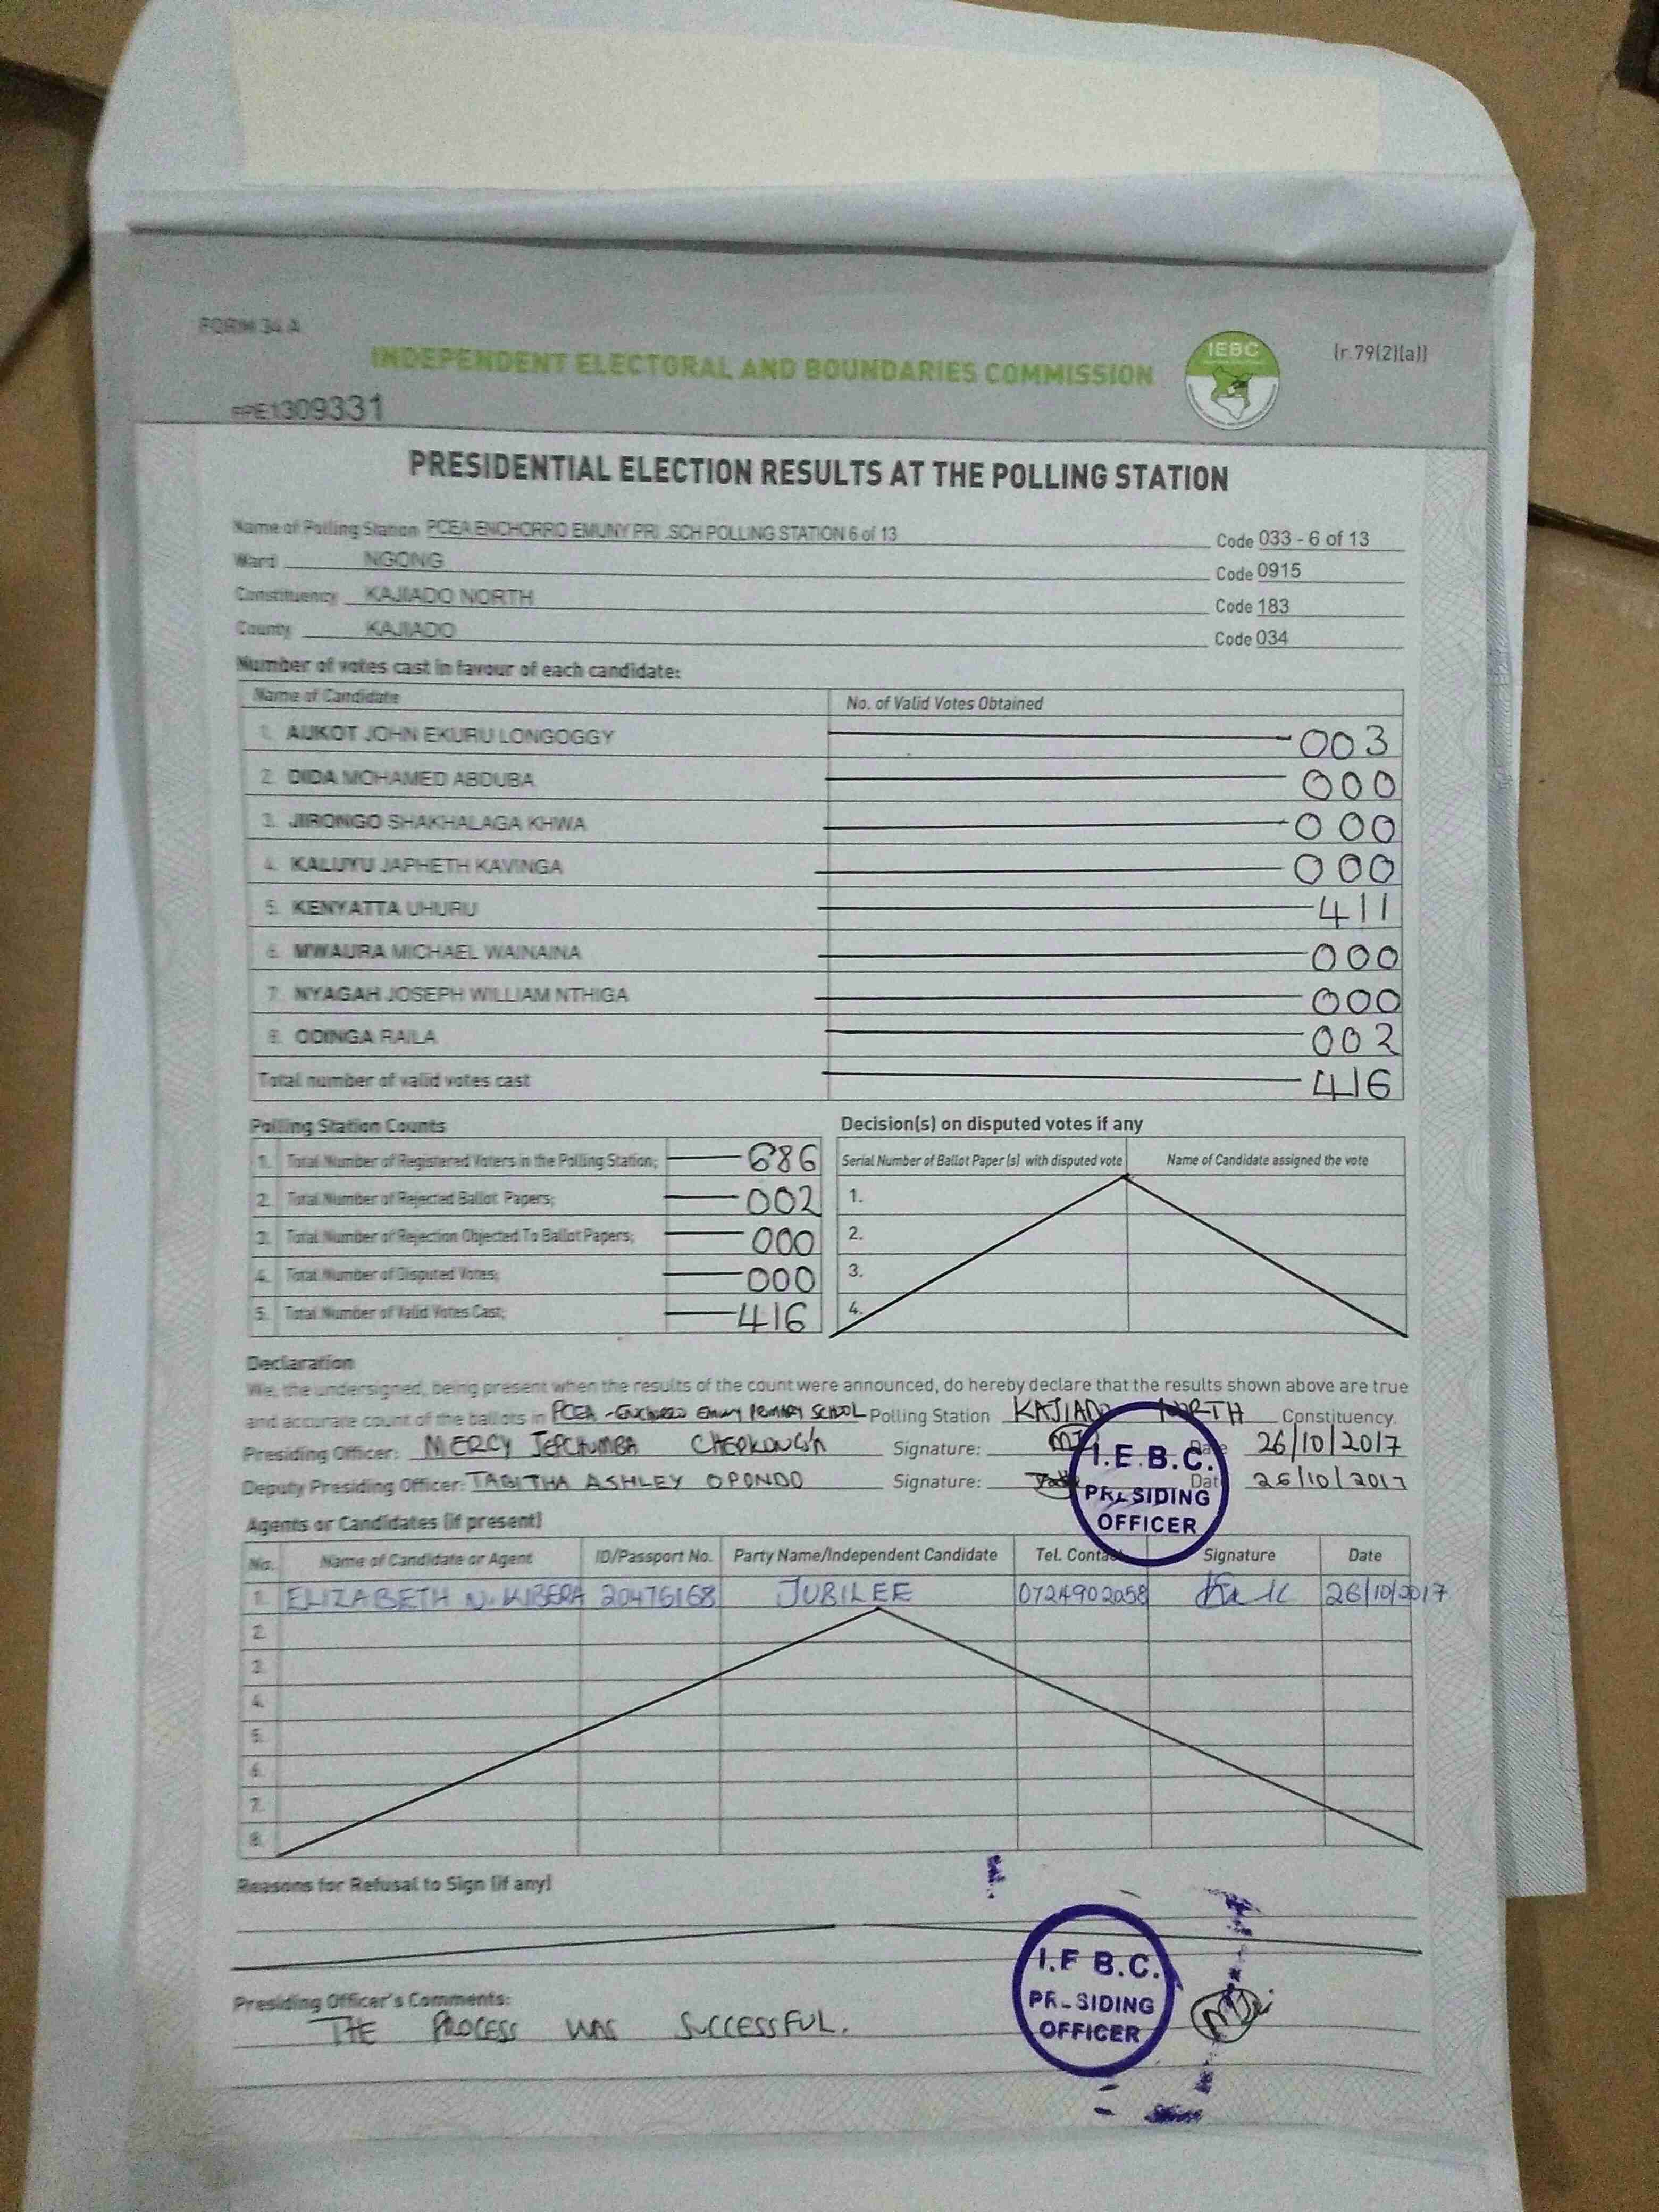 FORM 34 A
INDEPENDENT ELECTORAL AND BOUNDARIES COMMISSION
IEBC
(r.79(2)(a))
PRE1309331
PRESIDENTIAL ELECTION RESULTS AT THE POLLING STATION
Name of Polling Station PCEA ENCHORRO EMUNY PRI .SCH POLLING STATION 6 of 13 Code 033 - 6 of 13
Ward NGONG Code 0915
Constituency KAJIADO NORTH Code 183
County KAJIADO Code 034
Number of votes cast in favour of each candidate:
Name of Candidate No. of Valid Votes Obtained
1. AUKOT JOHN EKURU LONGOGGY 003
2. DIDA MOHAMED ABDUBA 000
3. JIRONGO SHAKHALAGA KHWA 000
4. KALUYU JAPHETH KAVINGA 000
5. KENYATTA UHURU 411
6. MWAURA MICHAEL WAINAINA 000
7. NYAGAH JOSEPH WILLIAM NTHIGA 000
8. ODINGA RAILA 002
Total number of valid votes cast 416
Polling Station Counts
1. Total Number of Registered Voters in the Polling Station; 686
2. Total Number of Rejected Ballot Papers; 002
3. Total Number of Rejection Objected To Ballot Papers; 000
4. Total Number of Disputed Votes; 000
5. Total Number of Valid Votes Cast; 416
Decision(s) on disputed votes if any
Serial Number of Ballot Paper (s) with disputed vote Name of Candidate assigned the vote
1.
2.
3.
4.
Declaration
We, the undersigned, being present when the results of the count were announced, do hereby declare that the results shown above are true
and accurate count of the ballots in PCEA - ENCHORRO EMUNY PRIMARY SCHOOL Polling Station KAJIADO NORTH Constituency.
Presiding Officer: MERCY JEPCHUMBA CHEPKONG'A Signature: Date 26/10/2017
Deputy Presiding Officer: TABITHA ASHLEY OPONDO Signature: Date 26/10/2017
I.E.B.C.
PRESIDING
OFFICER
Agents or Candidates (if present)
No. Name of Candidate or Agent ID/Passport No. Party Name/Independent Candidate Tel. Contact Signature Date
1. ELIZABETH N. KIBERA 20476168 JUBILEE 0724902058 26/10/2017
2.
3.
4.
5.
6.
7.
8.
Reasons for Refusal to Sign (if any)
I.E.B.C.
PRESIDING
OFFICER
Presiding Officer's Comments:
THE PROCESS WAS SUCCESSFUL.